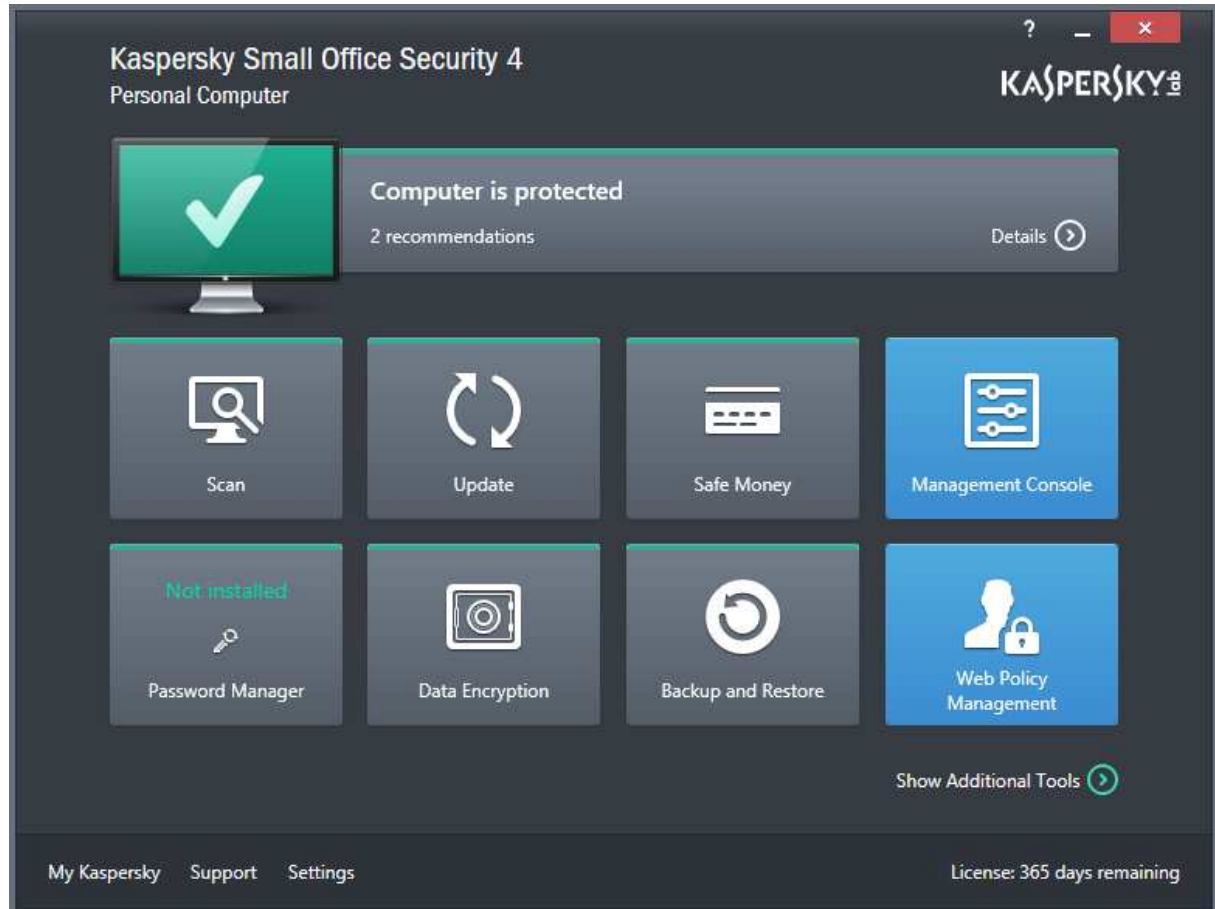 ?
Kaspersky Small Office Security 4
Personal Computer
KASPERSKY lab
Computer is protected
2 recommendations
Details
Scan
Update
Safe Money
Management Console
Not installed
Password Manager
Data Encryption
Backup and Restore
Web Policy
Management
Show Additional Tools
My Kaspersky
Support
Settings
License: 365 days remaining